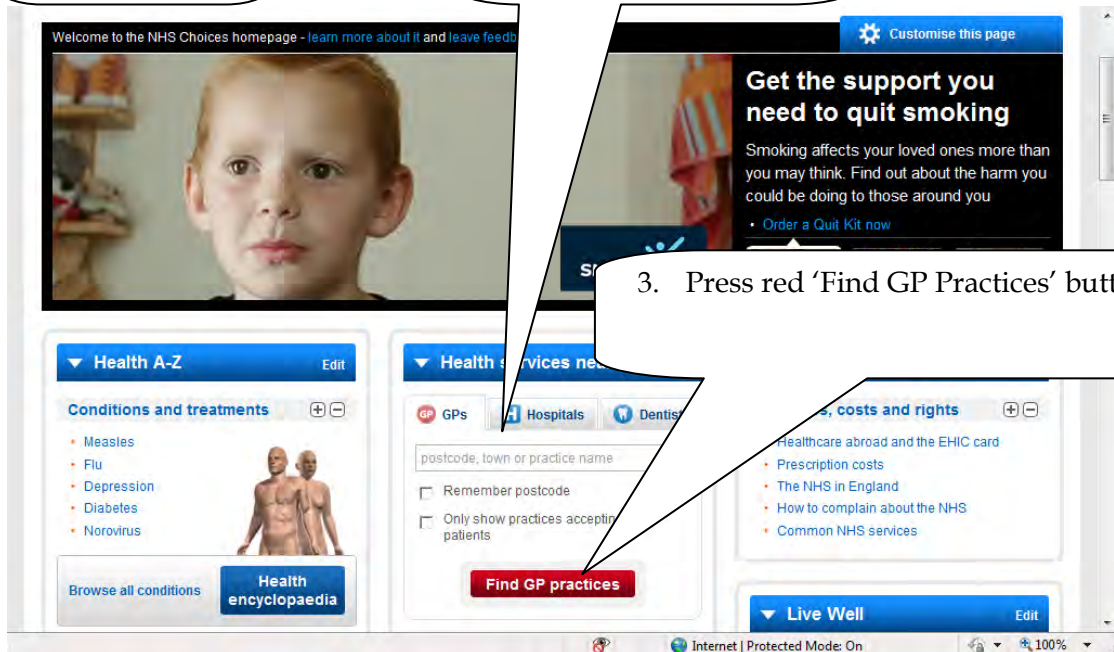 Welcome to the NHS Choices homepage - learn more about it and leave feedb
Customise this page
Get the support you
need to quit smoking
Smoking affects your loved ones more than
you may think. Find out about the harm you
could be doing to those around you
• Order a Quit Kit now
3. Press red ‘Find GP Practices’ butt
Health A-Z
Edit
Conditions and treatments
• Measles
• Flu
• Depression
• Diabetes
• Norovirus
Browse all conditions
Health
encyclopaedia
Health services
GP GPs
H Hospitals
Dentist
postcode, town or practice name
Remember postcode
Only show practices accepting
patients
Find GP practices
costs and rights
Healthcare abroad and the EHIC card
• Prescription costs
• The NHS in England
• How to complain about the NHS
• Common NHS services
Live Well
Edit
Internet | Protected Mode: On
100%